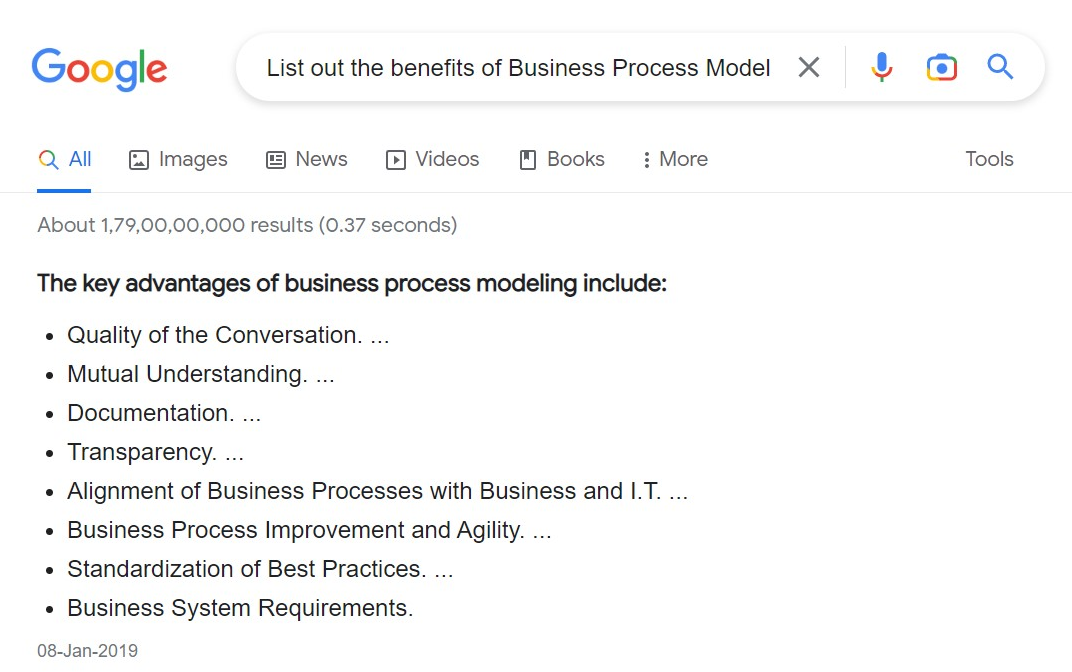 Google
List out the benefits of Business Process Model
All Images News Videos Books More Tools
About 1,79,00,00,000 results (0.37 seconds)
The key advantages of business process modeling include:
• Quality of the Conversation. ...
• Mutual Understanding. ...
• Documentation. ...
• Transparency. ...
• Alignment of Business Processes with Business and I.T. ...
• Business Process Improvement and Agility. ...
• Standardization of Best Practices. ...
• Business System Requirements.
08-Jan-2019